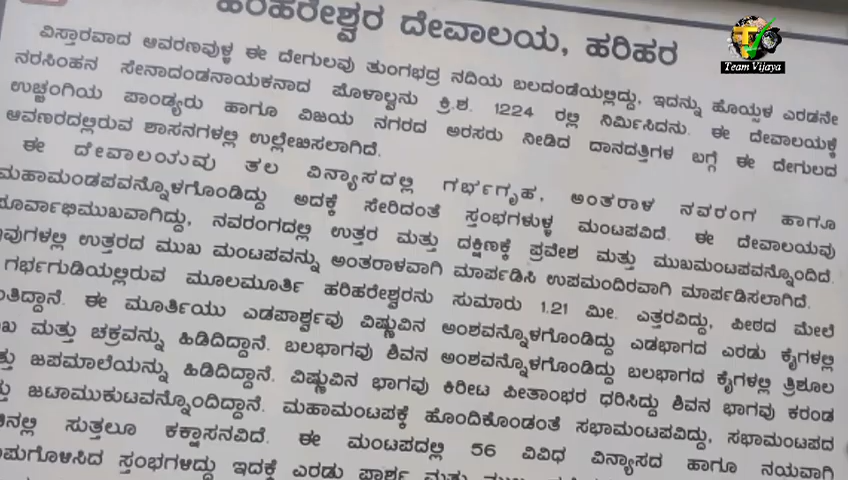 ಹರಿಹರೇಶ್ವರ ದೇವಾಲಯ, ಹರಿಹರ
Team Vijaya
ವಿಸ್ತಾರವಾದ ಆವರಣವುಳ್ಳ ಈ ದೇಗುಲವು ತುಂಗಭದ್ರ ನದಿಯ ಬಲದಂಡೆಯಲ್ಲಿದ್ದು, ಇದನ್ನು ಹೊಯ್ಸಳ ಎರಡನೇ
ನರಸಿಂಹನ ಸೇನಾದಂಡನಾಯಕನಾದ ಪೊಳಾಲ್ವನು ಕ್ರಿ.ಶ. 1224 ರಲ್ಲಿ ನಿರ್ಮಿಸಿದನು. ಈ ದೇವಾಲಯಕ್ಕೆ
ಉಚ್ಚಂಗಿಯ ಪಾಂಡ್ಯರು ಹಾಗೂ ವಿಜಯ ನಗರದ ಅರಸರು ನೀಡಿದ ದಾನದತ್ತಿಗಳ ಬಗ್ಗೆ ಈ ದೇಗುಲದ
ಆವಣರದಲ್ಲಿರುವ ಶಾಸನಗಳಲ್ಲಿ ಉಲ್ಲೇಖಿಸಲಾಗಿದೆ.
ಈ ದೇವಾಲಯವು ತಲ ವಿನ್ಯಾಸದಲ್ಲಿ ಗರ್ಭಗೃಹ, ಅಂತರಾಳ ನವರಂಗ ಹಾಗೂ
ಮಹಾಮಂಡಪವನ್ನೊಳಗೊಂಡಿದ್ದು ಅದಕ್ಕೆ ಸೇರಿದಂತೆ ಸ್ತಂಭಗಳುಳ್ಳ ಮಂಟಪವಿದೆ. ಈ ದೇವಾಲಯವು
ಪೂರ್ವಾಭಿಮುಖವಾಗಿದ್ದು, ನವರಂಗದಲ್ಲಿ ಉತ್ತರ ಮತ್ತು ದಕ್ಷಿಣಕ್ಕೆ ಪ್ರವೇಶ ಮತ್ತು ಮುಖಮಂಟಪವನ್ನೊಂದಿದೆ.
ವುಗಳಲ್ಲಿ ಉತ್ತರದ ಮುಖ ಮಂಟಪವನ್ನು ಅಂತರಾಳವಾಗಿ ಮಾರ್ಪಡಿಸಿ ಉಪಮಂದಿರವಾಗಿ ಮಾರ್ಪಡಿಸಲಾಗಿದೆ.
ಗರ್ಭಗುಡಿಯಲ್ಲಿರುವ ಮೂಲಮೂರ್ತಿ ಹರಿಹರೇಶ್ವರನು ಸುಮಾರು 1.21 ಮೀ. ಎತ್ತರವಿದ್ದು, ಪೀಠದ ಮೇಲೆ
ಂತಿದ್ದಾನೆ. ಈ ಮೂರ್ತಿಯು ಎಡಪಾರ್ಶ್ವವು ವಿಷ್ಣುವಿನ ಅಂಶವನ್ನೊಳಗೊಂಡಿದ್ದು ಎಡಭಾಗದ ಎರಡು ಕೈಗಳಲ್ಲಿ
ಖ ಮತ್ತು ಚಕ್ರವನ್ನು ಹಿಡಿದಿದ್ದಾನೆ. ಬಲಭಾಗವು ಶಿವನ ಅಂಶವನ್ನೊಳಗೊಂಡಿದ್ದು ಬಲಭಾಗದ ಕೈಗಳಲ್ಲಿ ತ್ರಿಶೂಲ
ತ್ತು ಜಪಮಾಲೆಯನ್ನು ಹಿಡಿದಿದ್ದಾನೆ. ವಿಷ್ಣುವಿನ ಭಾಗವು ಕಿರೀಟ ಪೀತಾಂಭರ ಧರಿಸಿದ್ದು ಶಿವನ ಭಾಗವು ಕರಂಡ
ತ್ತು ಜಟಾಮುಕುಟವನ್ನೊಂದಿದ್ದಾನೆ. ಮಹಾಮಂಟಪಕ್ಕೆ ಹೊಂದಿಕೊಂಡಂತೆ ಸಭಾಮಂಟಪವಿದ್ದು, ಸಭಾಮಂಟಪದ
ನಲ್ಲಿ ಸುತ್ತಲೂ ಕಕ್ಷಾಸನವಿದೆ. ಈ ಮಂಟಪದಲ್ಲಿ 56 ವಿವಿಧ ವಿನ್ಯಾಸದ ಹಾಗೂ ನಯವಾಗಿ
ಮಗೊಳಿಸಿದ ಸ್ತಂಭಗಳಿದ್ದು ಇದಕ್ಕೆ ಎರಡು ಪಾರ್ಶ್ವ ಮತ್ತು